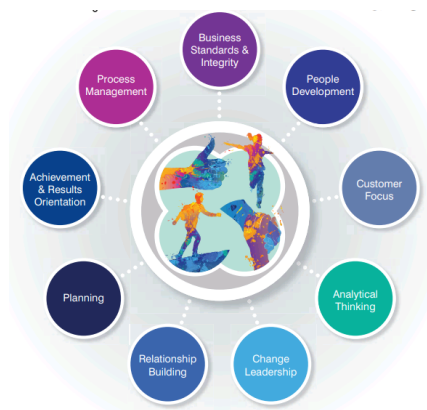 Business
Standards &
Integrity
People
Development
Customer
Focus
Analytical
Thinking
Change
Leadership
Relationship
Building
Planning
Achievement
& Results
Orientation
Process
Management